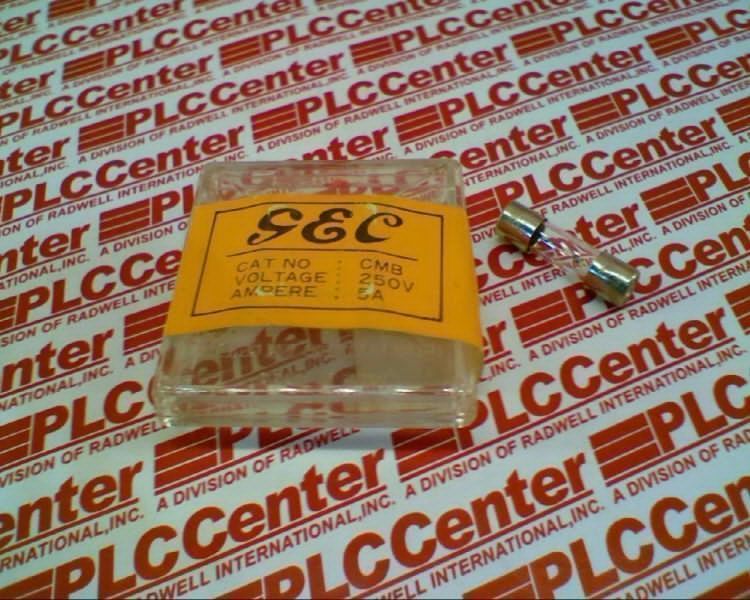 GEC
CAT NO : CMB
VOLTAGE : 250V
AMPERE : 5A
PLCCenter
A DIVISION OF RADWELL INTERNATIONAL, INC.